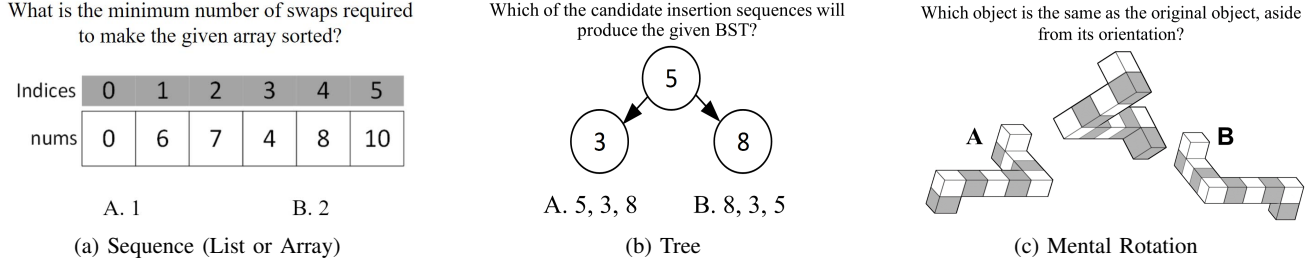 What is the minimum number of swaps required
to make the given array sorted?
Indices 0 1 2 3 4 5
nums 0 6 7 4 8 10
A. 1 B. 2
(a) Sequence (List or Array)
Which of the candidate insertion sequences will
produce the given BST?
5
3 8
A. 5, 3, 8 B. 8, 3, 5
(b) Tree
Which object is the same as the original object, aside
from its orientation?
A B
(c) Mental Rotation